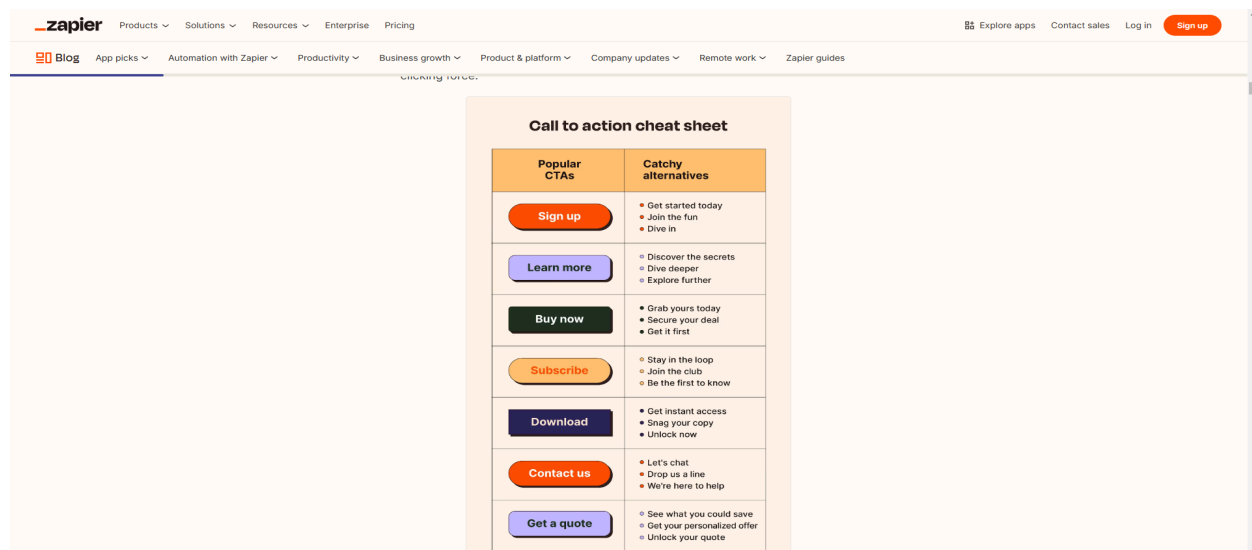 _zapier Products Solutions Resources Enterprise Pricing Explore apps Contact sales Log in Sign up
Blog App picks Automation with Zapier Productivity Business growth Product & platform Company updates Remote work Zapier guides
clicking force.
Call to action cheat sheet
Popular CTAs
Catchy alternatives
Sign up
Get started today
Join the fun
Dive in
Learn more
Discover the secrets
Dive deeper
Explore further
Buy now
Grab yours today
Secure your deal
Get it first
Subscribe
Stay in the loop
Join the club
Be the first to know
Download
Get instant access
Snag your copy
Unlock now
Contact us
Let's chat
Drop us a line
We're here to help
Get a quote
See what you could save
Get your personalized offer
Unlock your quote